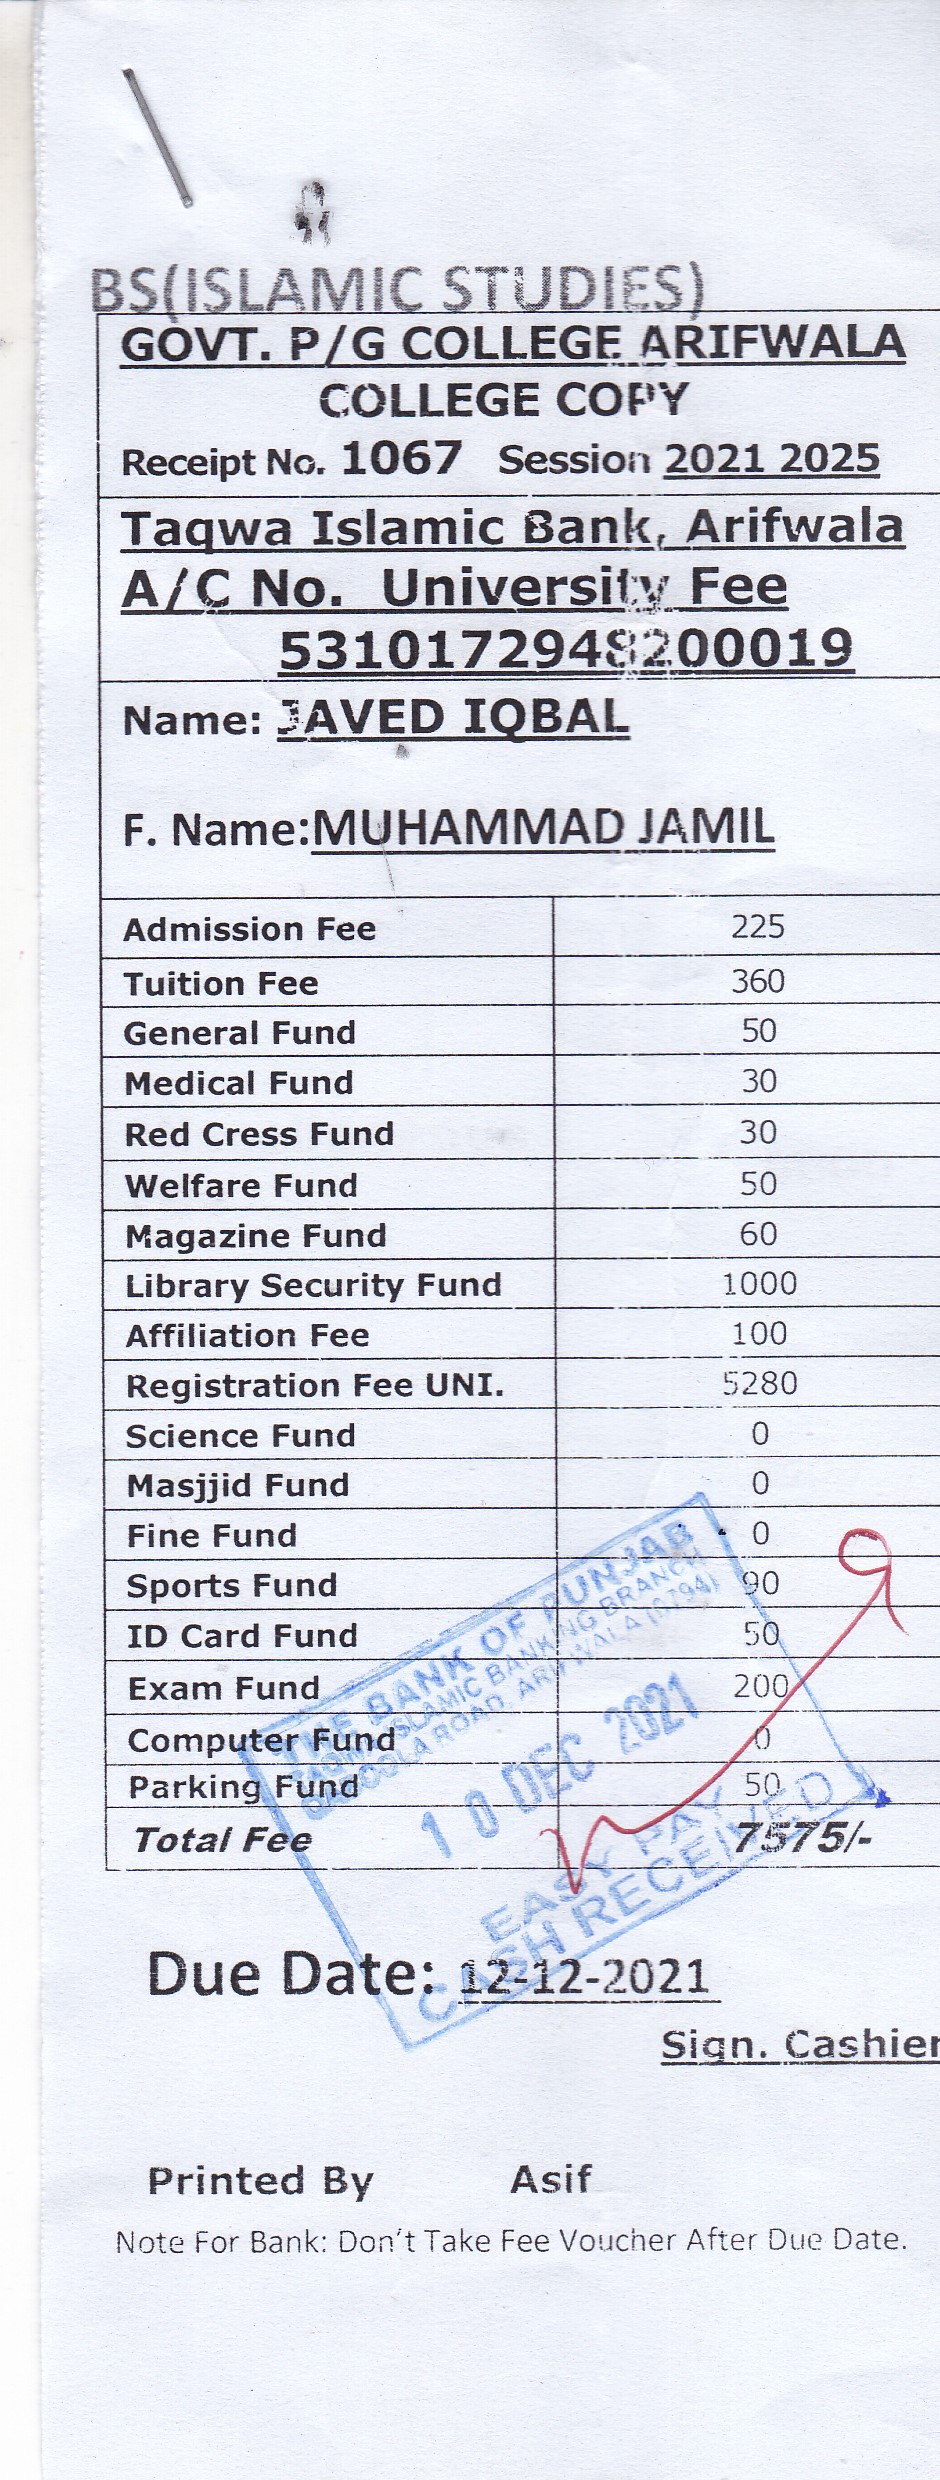 BS(ISLAMIC STUDIES)
GOVT. P/G COLLEGE ARIFWALA
COLLEGE COPY
Receipt No. 1067 Session 2021 2025
Taqwa Islamic Bank, Arifwala
A/C No. University Fee
5310172948200019
Name: JAVED IQBAL
F. Name:MUHAMMAD JAMIL
Admission Fee 225
Tuition Fee 360
General Fund 50
Medical Fund 30
Red Cress Fund 30
Welfare Fund 50
Magazine Fund 60
Library Security Fund 1000
Affiliation Fee 100
Registration Fee UNI. 5280
Science Fund 0
Masjjid Fund 0
Fine Fund 0
Sports Fund 90
ID Card Fund 50
Exam Fund 200
Computer Fund 0
Parking Fund 50
Total Fee 7575/-
THE BANK OF PUNJAB
ISLAMIC BANKING BRANCH
ROAD, ARIFWALA (0794)
10 DEC 2021
EASY PAY
CASH RECEIVED
Due Date: 12-12-2021
Sign. Cashier
Printed By Asif
Note For Bank: Don't Take Fee Voucher After Due Date.